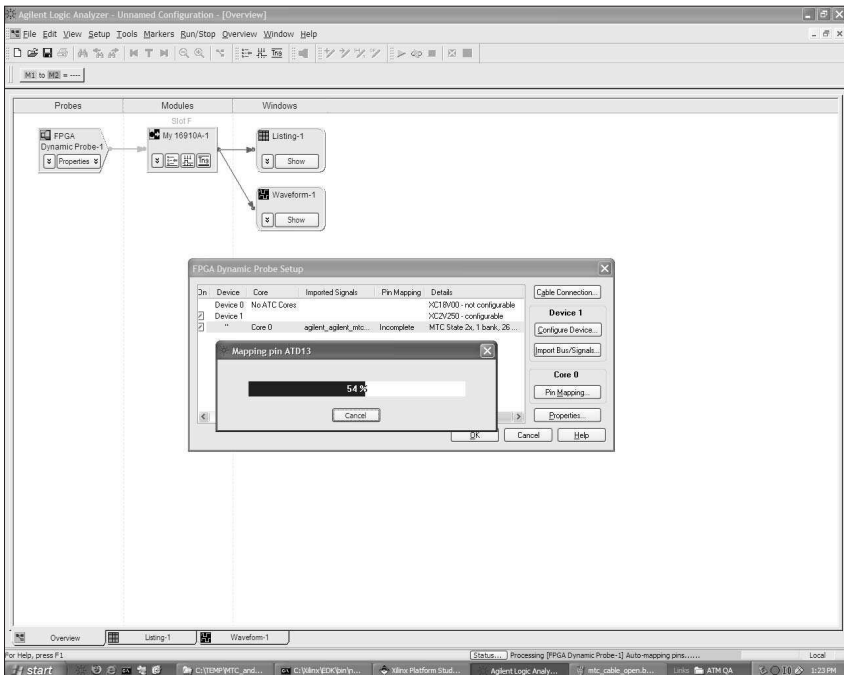 Agilent Logic Analyzer - Unnamed Configuration - [Overview]
File Edit View Setup Tools Markers Run/Stop Overview Window Help
M1 to M2 = ----
Probes Modules Windows
Slot F
FPGA
Dynamic Probe-1
Properties
My 16910A-1
Listing-1
Show
Waveform-1
Show
FPGA Dynamic Probe Setup
On Device Core Imported Signals Pin Mapping Details
Device 0 No ATC Cores XC18V00 - not configurable
Device 1 XC2V250 - configurable
" Core 0 agilent_agilent_mtc... Incomplete MTC State 2x, 1 bank, 26 ...
Cable Connection...
Device 1
Configure Device...
Import Bus/Signals...
Core 0
Pin Mapping...
Properties...
Mapping pin ATD13
54 %
Cancel
OK Cancel Help
Overview Listing-1 Waveform-1
For Help, press F1 Status... Processing [FPGA Dynamic Probe-1] Auto-mapping pins...... Local
start C:\TEMP\MTC_and... C:\Xilinx\EDK\bin\n... Xilinx Platform Stud... Agilent Logic Analy... mtc_cable_open.b... Links ATM QA 1:23 PM